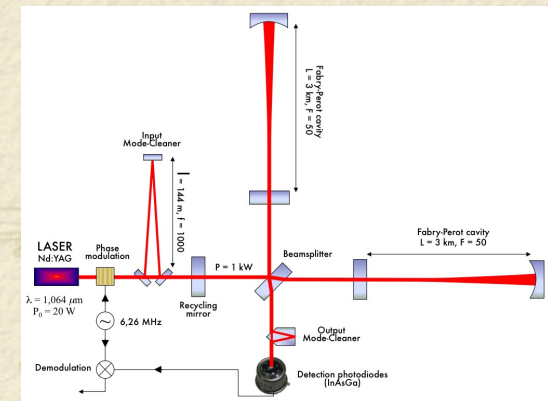 Fabry-Perot cavity
L = 3 km, F = 50
Input
Mode-Cleaner
l = 144 m, f = 1000
LASER
Nd:YAG
Phase
modulation
P = 1 kW
Beamsplitter
Fabry-Perot cavity
L = 3 km, F = 50
λ = 1,064 μm
P₀ = 20 W
Recycling
mirror
6,26 MHz
Output
Mode-Cleaner
Demodulation
Detection photodiodes
(InAsGa)